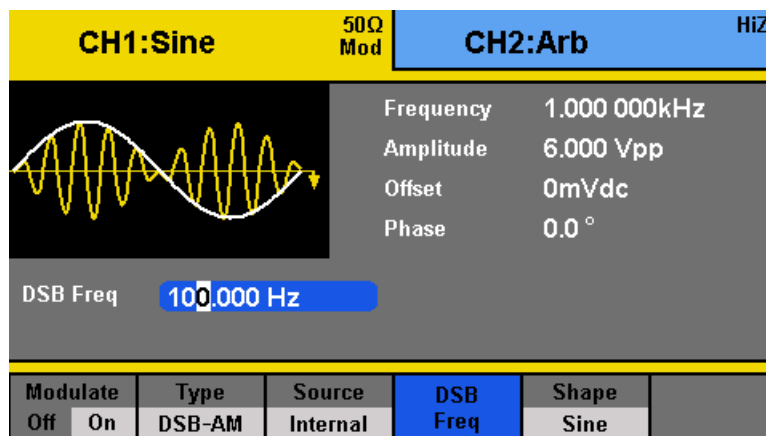 CH1:Sine 50Ω Mod CH2:Arb HiZ
Frequency 1.000 000kHz
Amplitude 6.000 Vpp
Offset 0mVdc
Phase 0.0 °
DSB Freq 100.000 Hz
Modulate Type Source DSB Shape
Off On DSB-AM Internal Freq Sine